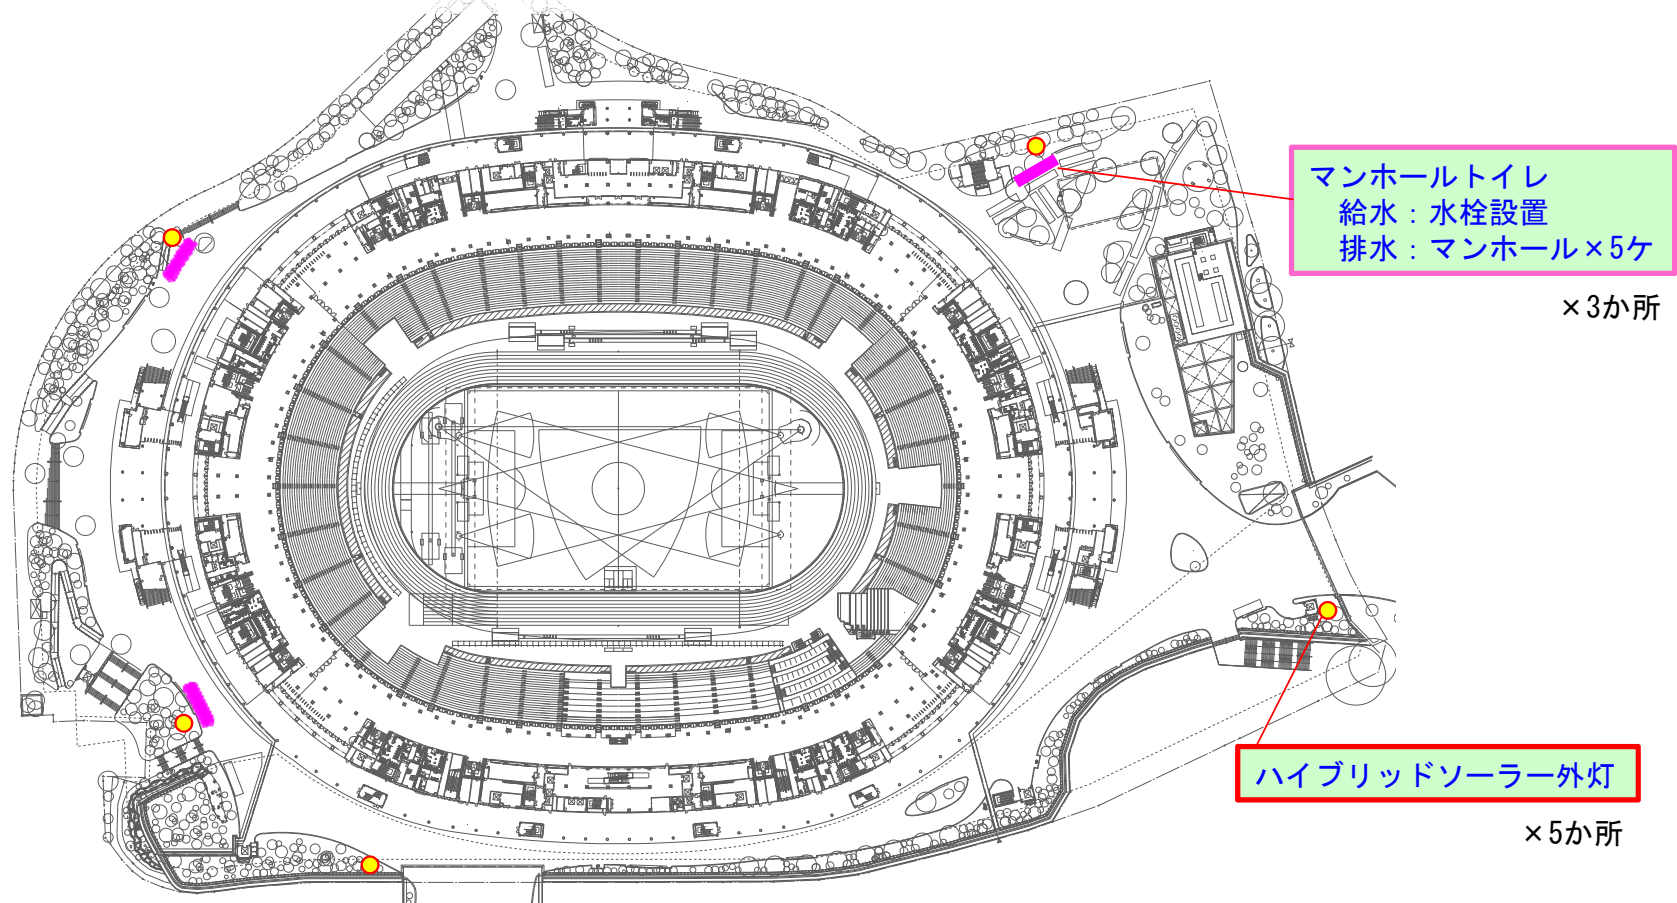 マンホールトイレ
給水：水栓設置
排水：マンホール×5ケ
×3か所
ハイブリッドソーラー外灯
×5か所